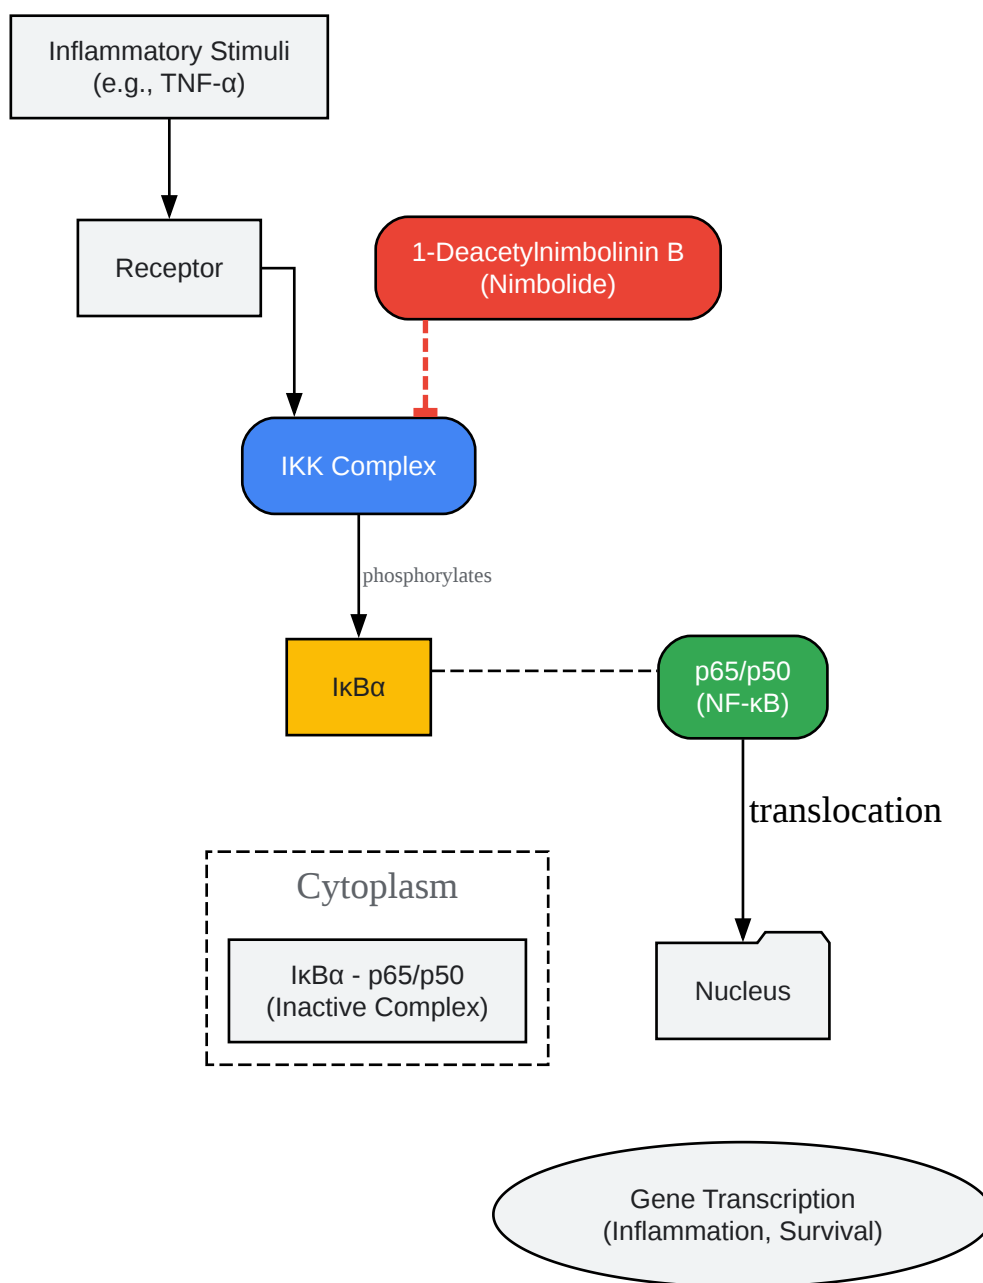 Inflammatory Stimuli
(e.g., TNF-α)
Receptor
1-Deacetylnimbolinin B
(Nimbolide)
IKK Complex
phosphorylates
IκBα
p65/p50
(NF-κB)
translocation
Cytoplasm
IκBα - p65/p50
(Inactive Complex)
Nucleus
Gene Transcription
(Inflammation, Survival)